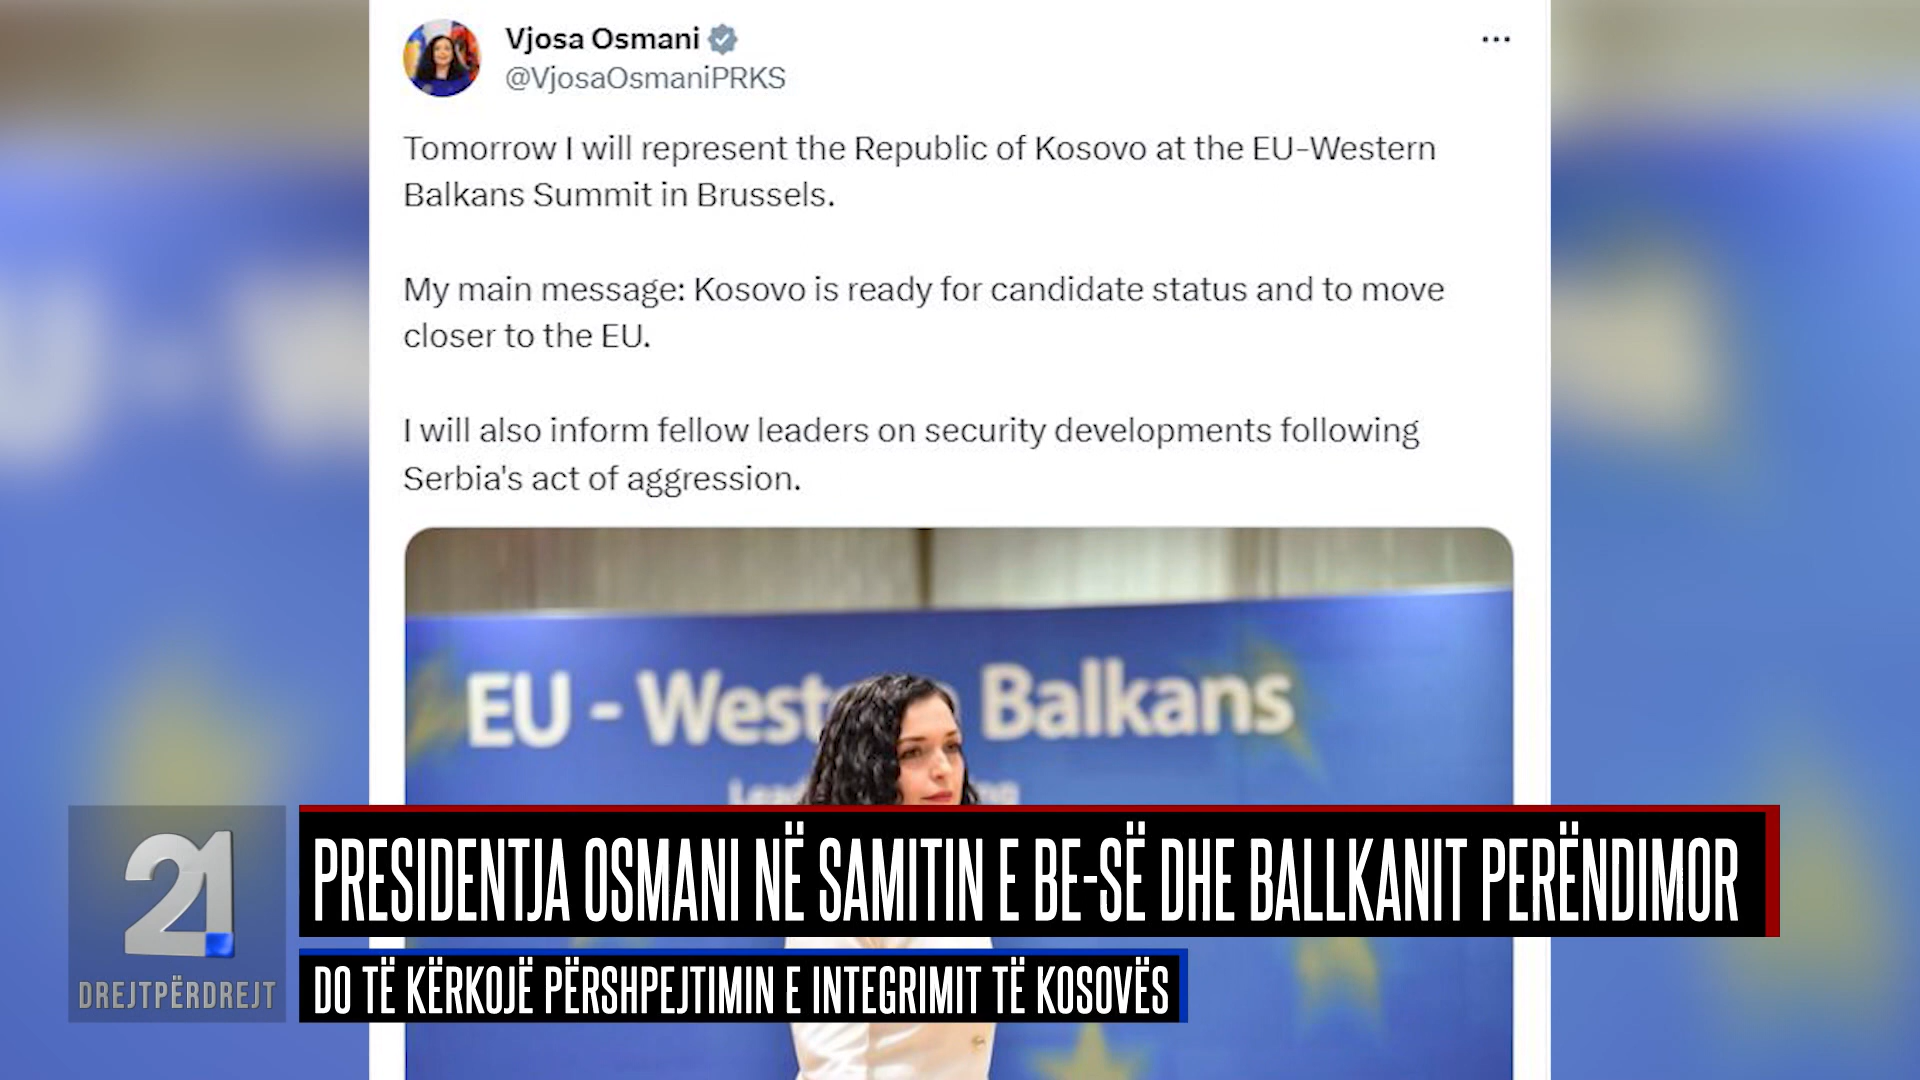 Vjosa Osmani
@VjosaOsmaniPRKS
Tomorrow I will represent the Republic of Kosovo at the EU-Western
Balkans Summit in Brussels.
My main message: Kosovo is ready for candidate status and to move
closer to the EU.
I will also inform fellow leaders on security developments following
Serbia's act of aggression.
EU - West Balkans
21
DREJTPËRDREJT
PRESIDENTJA OSMANI NË SAMITIN E BE-SË DHE BALLKANIT PERËNDIMOR
DO TË KËRKOJË PËRSHPEJTIMIN E INTEGRIMIT TË KOSOVËS